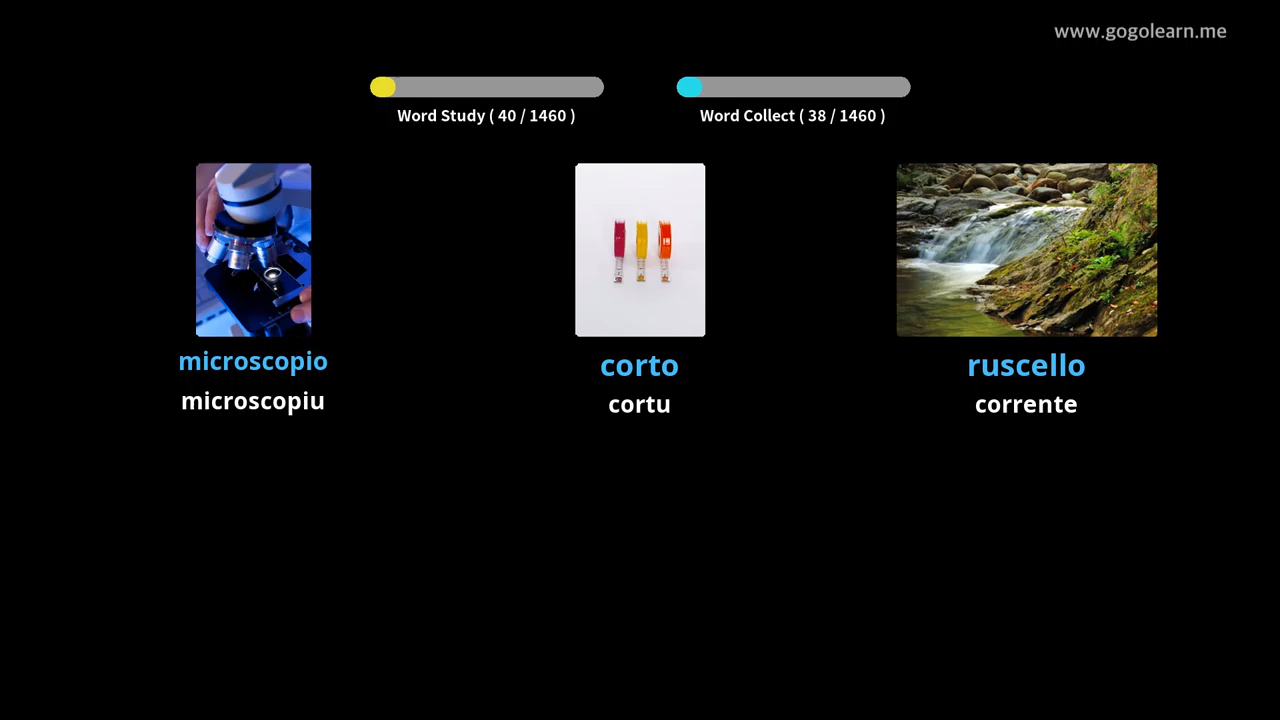 www.gogolearn.me
Word Study ( 40 / 1460 )
Word Collect ( 38 / 1460 )
microscopio
microscopiu
corto
cortu
ruscello
corrente